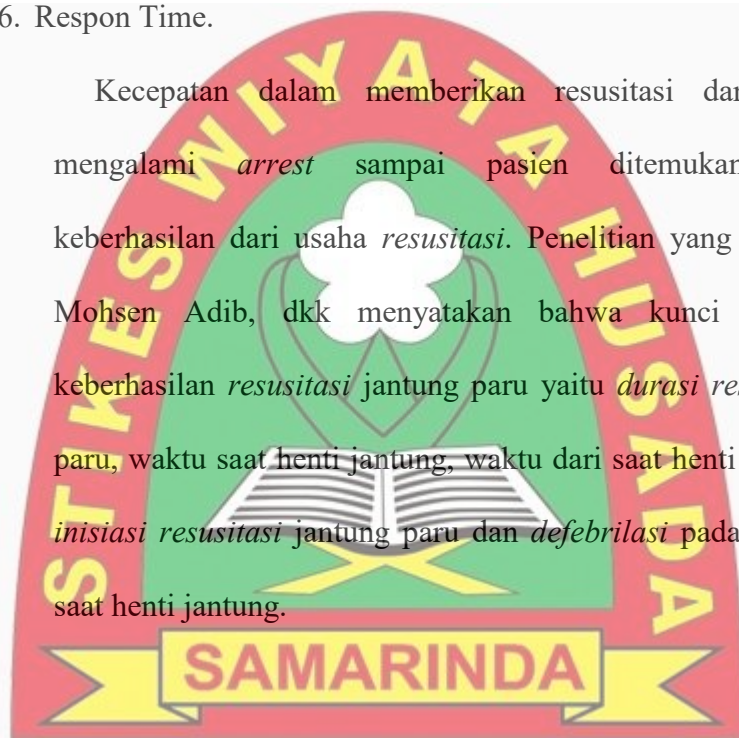 6. Respon Time.
Kecepatan dalam memberikan resusitasi dar
mengalami arrest sampai pasien ditemukan
keberhasilan dari usaha resusitasi. Penelitian yang
Mohsen Adib, dkk menyatakan bahwa kunci
keberhasilan resusitasi jantung paru yaitu durasi re
paru, waktu saat henti jantung, waktu dari saat henti
inisiasi resusitasi jantung paru dan defebrilasi pada
saat henti jantung.
STIKES WIYATA HUSADA
SAMARINDA